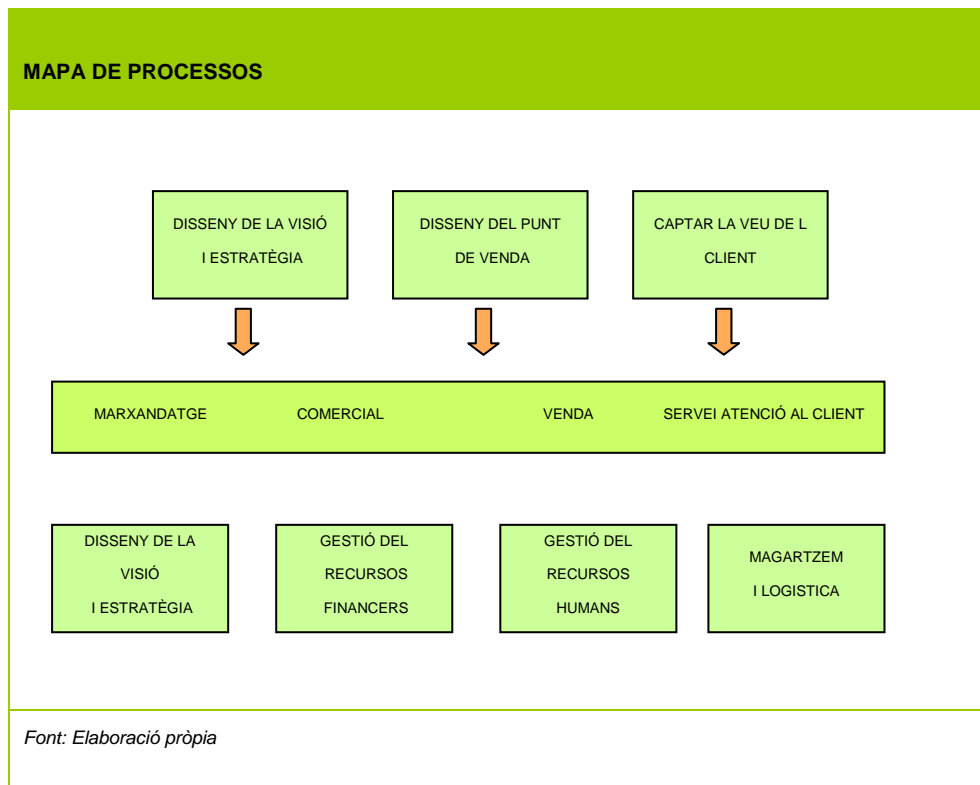 MAPA DE PROCESSOS
DISSENY DE LA VISIÓ
I ESTRATÈGIA
DISSENY DEL PUNT
DE VENDA
CAPTAR LA VEU DE L
CLIENT
MARXANDATGE COMERCIAL VENDA SERVEI ATENCIÓ AL CLIENT
DISSENY DE LA
VISIÓ
I ESTRATÈGIA
GESTIÓ DEL
RECURSOS
FINANCERS
GESTIÓ DEL
RECURSOS
HUMANS
MAGARTZEM
I LOGISTICA
Font: Elaboració pròpia